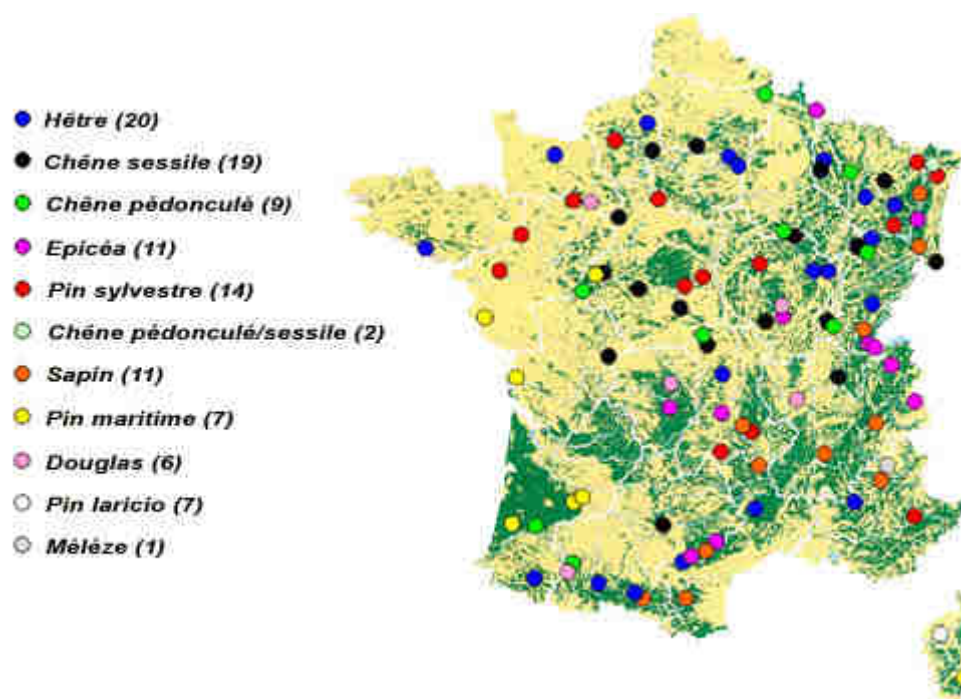 Hêtre (20)
Chêne sessile (19)
Chêne pédonculé (9)
Epicéa (11)
Pin sylvestre (14)
Chêne pédonculé/sessile (2)
Sapin (11)
Pin maritime (7)
Douglas (6)
Pin laricio (7)
Mélèze (1)